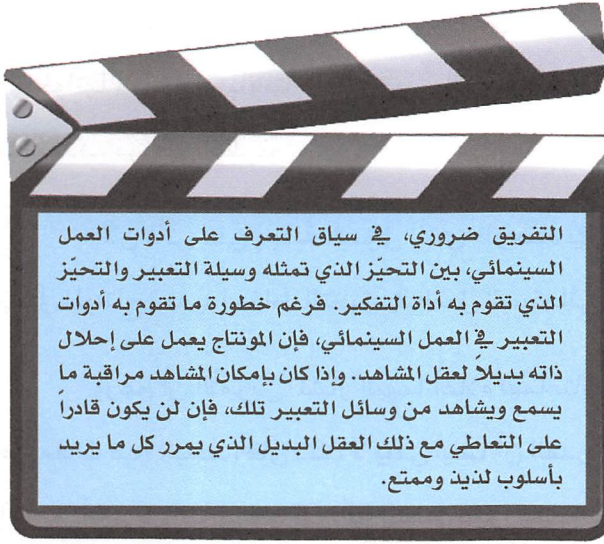 التفريق ضروري، في سياق التعرف على أدوات العمل
السينمائي، بين التحيّز الذي تمثله وسيلة التعبير والتحيّز
الذي تقوم به أداة التفكير. فرغم خطورة ما تقوم به أدوات
التعبير في العمل السينمائي، فإن المونتاج يعمل على إحلال
ذاته بديلاً لعقل المشاهد. وإذا كان بإمكان المشاهد مراقبة ما
يسمع ويشاهد من وسائل التعبير تلك، فإن لن يكون قادراً
على التعاطي مع ذلك العقل البديل الذي يمرر كل ما يريد
بأسلوب لذيذ وممتع.